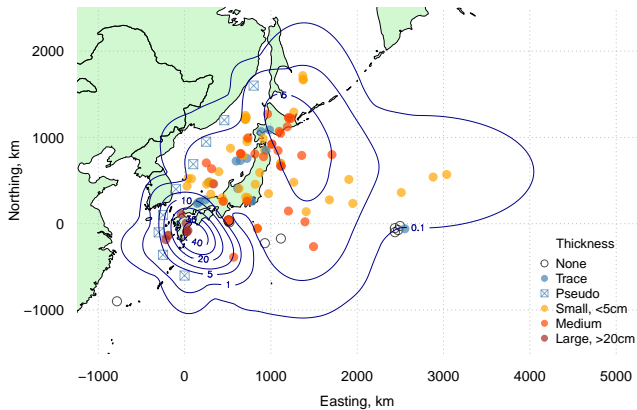 2000
1000
0
−1000
Northing, km
5
10
40
20
5
1
0.1
Thickness
None
Trace
Pseudo
Small, <5cm
Medium
Large, >20cm
−1000 0 1000 2000 3000 4000 5000
Easting, km